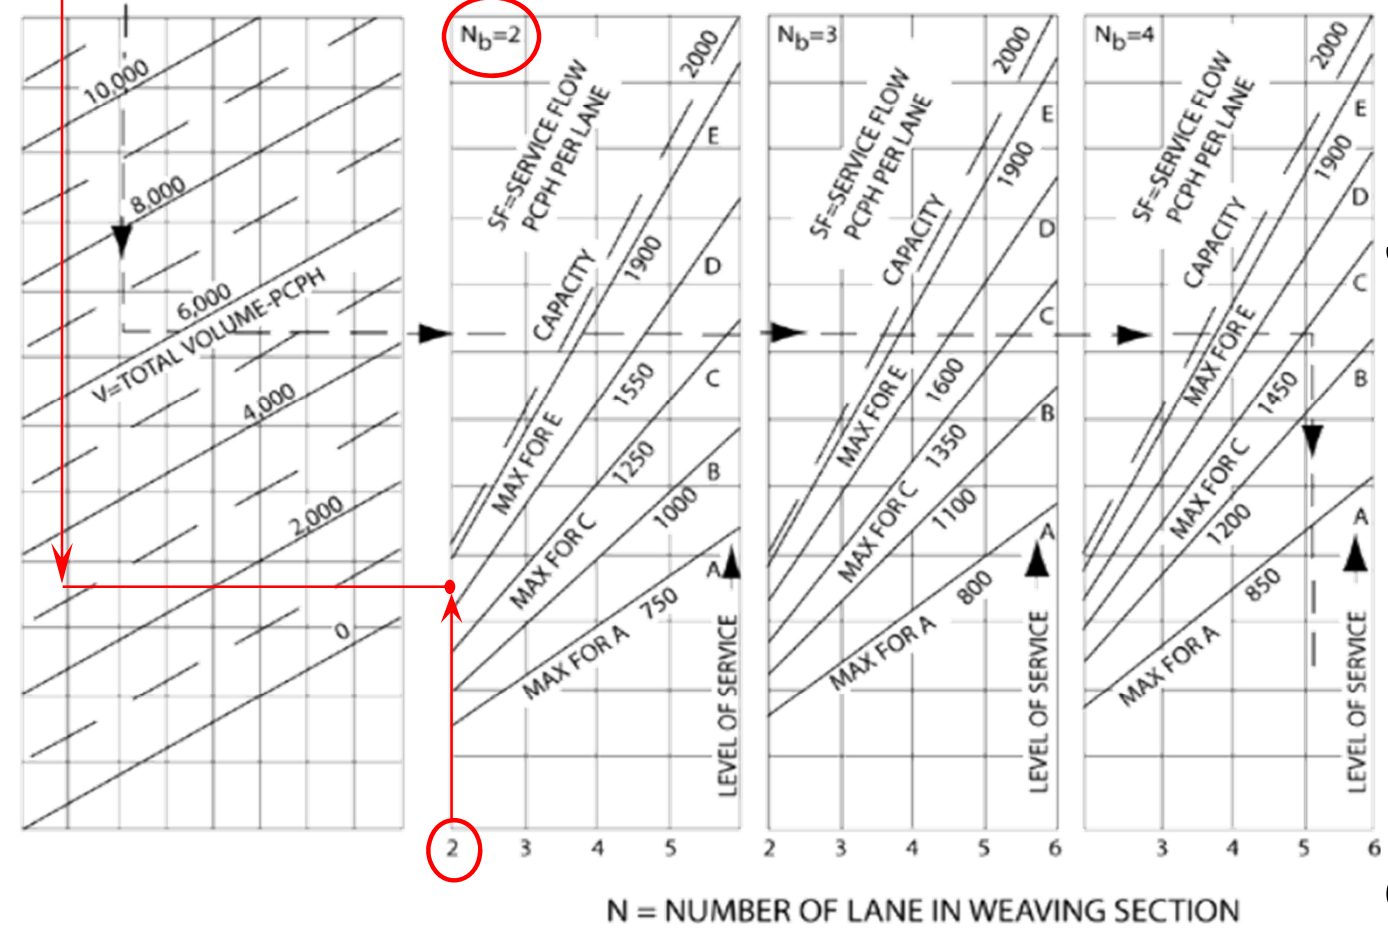 10,000
8,000
6,000
V=TOTAL VOLUME-PCPH
4,000
2,000
0
Nb=2
SF=SERVICE FLOW
PCPH PER LANE
2000
E
CAPACITY
1900
D
MAX FOR E
1550
C
1250
B
MAX FOR C
1000
A
750
MAX FOR A
LEVEL OF SERVICE
2
3
4
5
Nb=3
SF=SERVICE FLOW
PCPH PER LANE
2000
E
1900
CAPACITY
D
C
MAX FOR E
1600
B
1350
MAX FOR C
1100
A
800
MAX FOR A
LEVEL OF SERVICE
2
3
4
5
6
Nb=4
SF=SERVICE FLOW
PCPH PER LANE
2000
E
1900
D
CAPACITY
C
MAX FOR E
1450
B
MAX FOR C
1200
A
850
MAX FOR A
LEVEL OF SERVICE
3
4
5
6
N = NUMBER OF LANE IN WEAVING SECTION